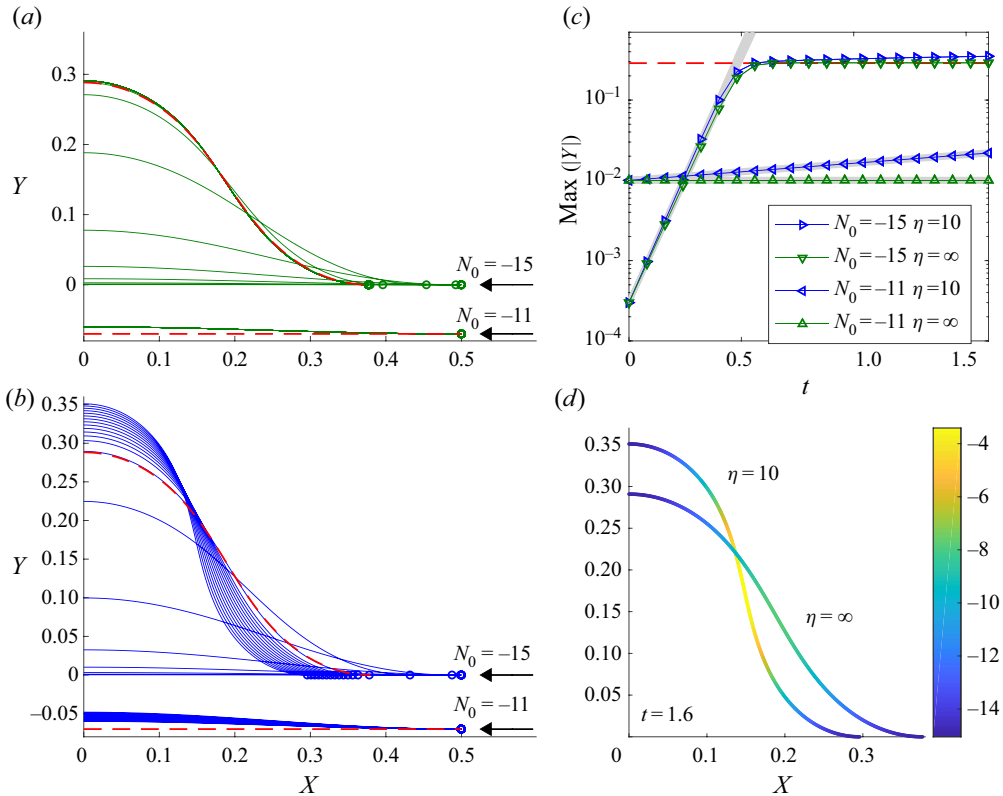 (a)
0.3
0.2
0.1
0
Y
N₀ = −15
N₀ = −11
0
0.1
0.2
0.3
0.4
0.5
(b)
0.35
0.30
0.25
0.20
0.15
0.10
0.05
0
−0.05
Y
N₀ = −15
N₀ = −11
0
0.1
0.2
0.3
0.4
0.5
X
(c)
10⁻¹
10⁻²
10⁻³
10⁻⁴
Max (|Y|)
N₀ = −15 η = 10
N₀ = −15 η = ∞
N₀ = −11 η = 10
N₀ = −11 η = ∞
0
0.5
1.0
1.5
t
(d)
0.35
0.30
0.25
0.20
0.15
0.10
0.05
η = 10
η = ∞
t = 1.6
0
0.1
0.2
0.3
X
−4
−6
−8
−10
−12
−14